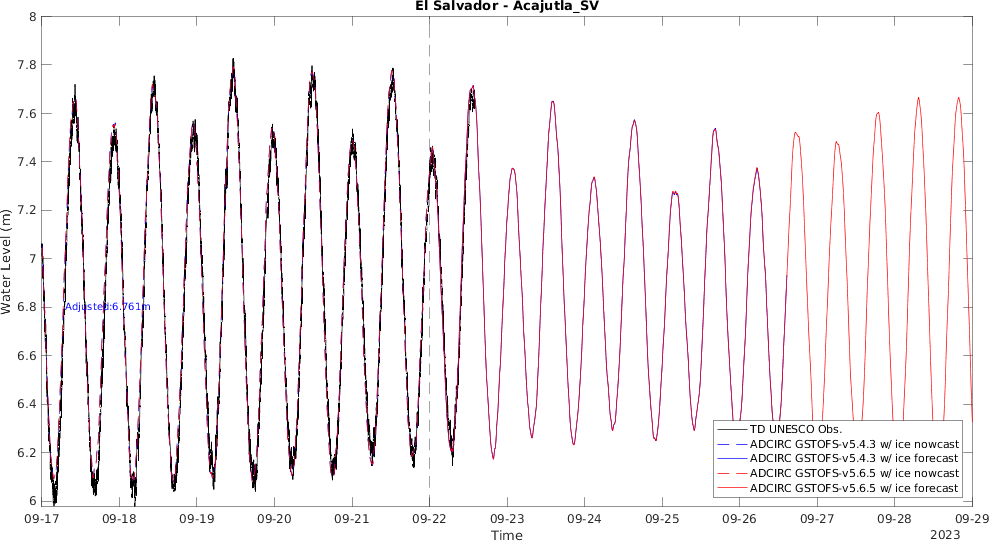 El Salvador - Acajutla_SV
8
7.8
7.6
7.4
7.2
7
6.8
6.6
6.4
6.2
6
Water Level (m)
Adjusted:6.761m
TD UNESCO Obs.
ADCIRC GSTOFS-v5.4.3 w/ ice nowcast
ADCIRC GSTOFS-v5.4.3 w/ ice forecast
ADCIRC GSTOFS-v5.6.5 w/ ice nowcast
ADCIRC GSTOFS-v5.6.5 w/ ice forecast
09-17 09-18 09-19 09-20 09-21 09-22 09-23 09-24 09-25 09-26 09-27 09-28 09-29
Time
2023